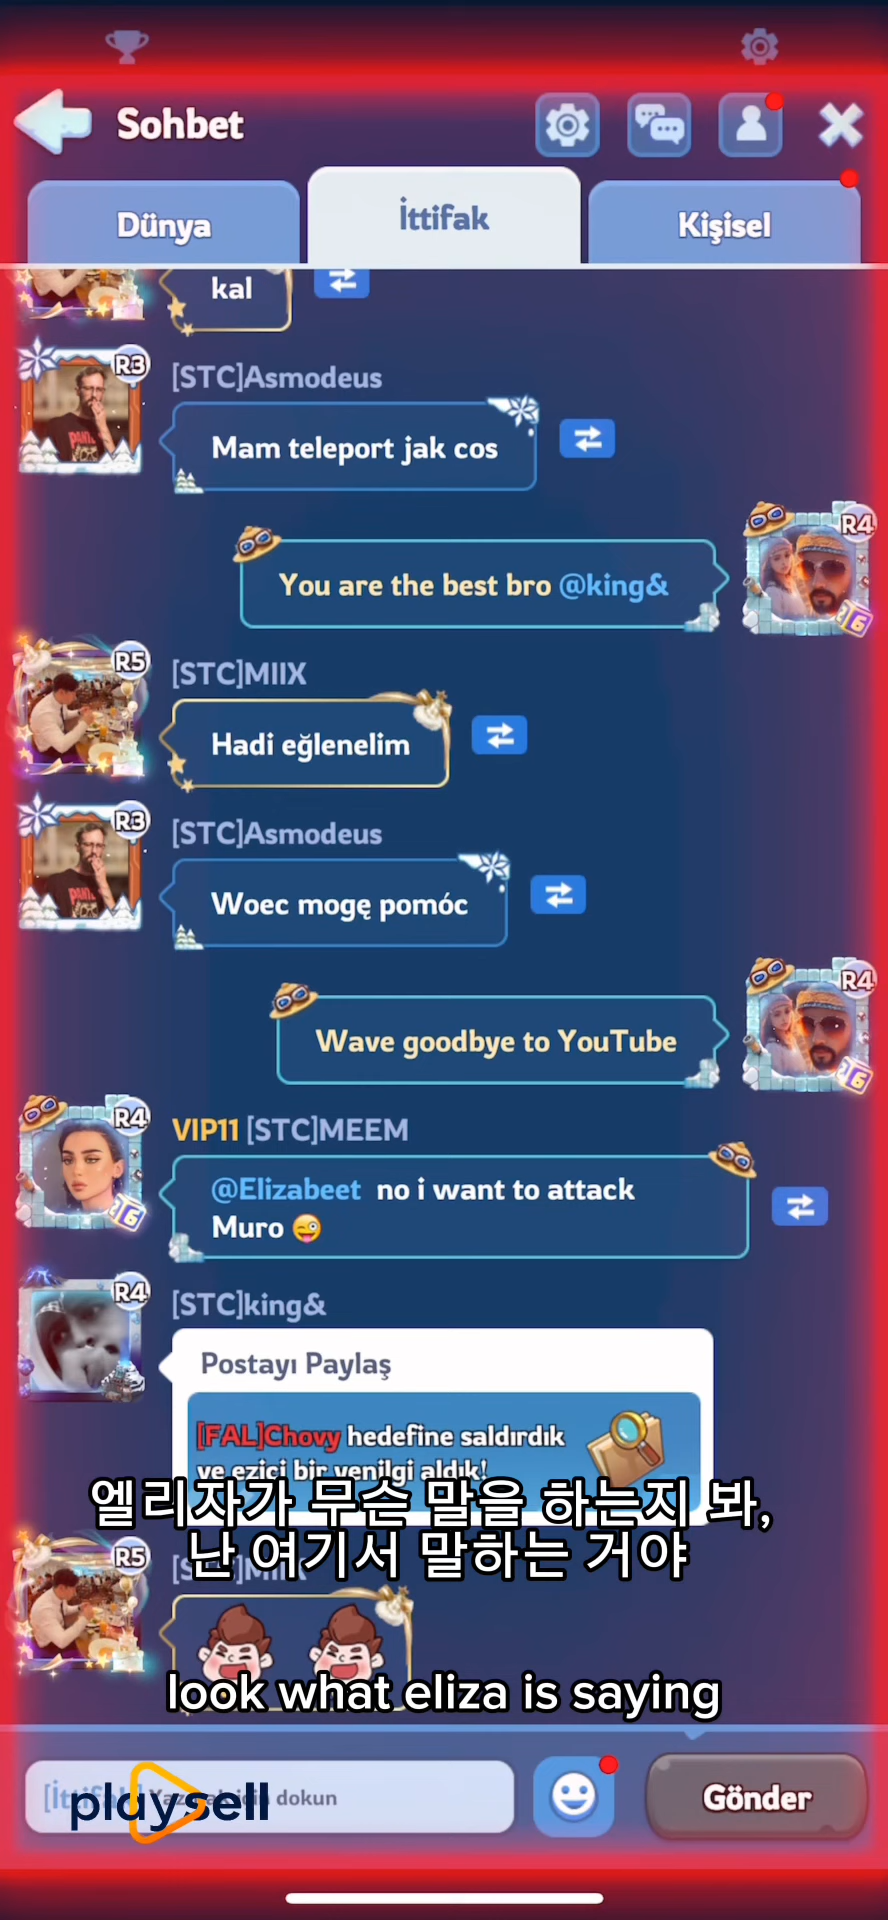 Sohbet
Dünya
İttifak
Kişisel
kal
R3
[STC]Asmodeus
Mam teleport jak cos
R4
You are the best bro @king&
R5
[STC]MIIX
Hadi eğlenelim
R3
[STC]Asmodeus
Woec mogę pomóc
R4
Wave goodbye to YouTube
R4
VIP11 [STC]MEEM
@Elizabeet no i want to attack
Muro 😜
R4
[STC]king&
Postayı Paylaş
[FAL]Chovy hedefine saldırdık
ve ezici bir yenilgi aldık!
엘리자가 무슨 말을 하는지 봐,
난 여기서 말하는 거야
R5
[STC]MIIX
look what eliza is saying
playsell
dokun
Gönder